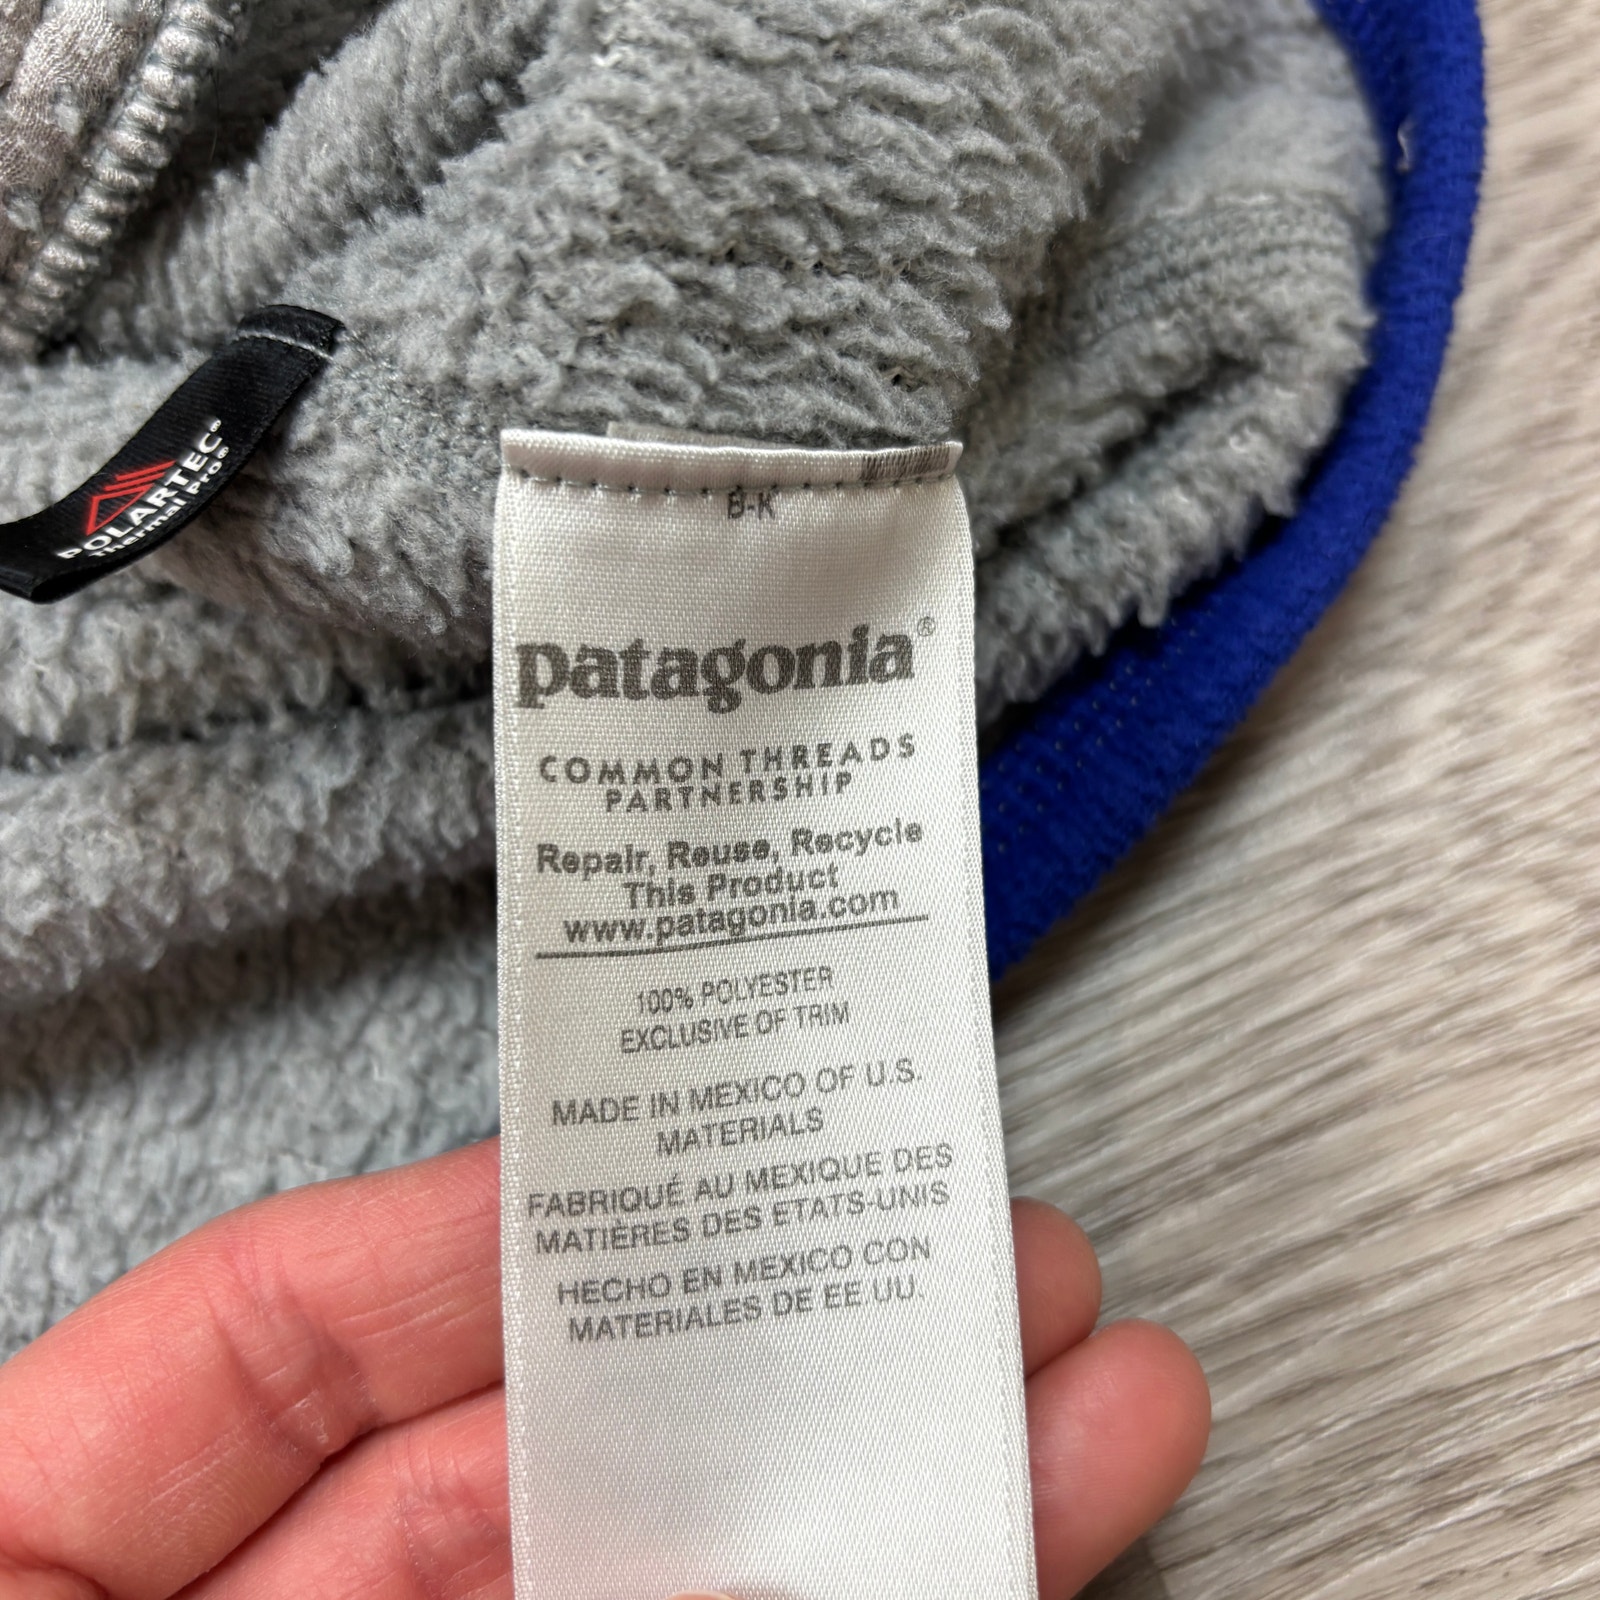 POLARTEC®
Thermal Pro®
B-K
patagonia®
COMMON THREADS
PARTNERSHIP
Repair, Reuse, Recycle
This Product
www.patagonia.com
100% POLYESTER
EXCLUSIVE OF TRIM
MADE IN MEXICO OF U.S.
MATERIALS
FABRIQUÉ AU MEXIQUE DES
MATIÈRES DES ETATS-UNIS
HECHO EN MEXICO CON
MATERIALES DE EE UU.